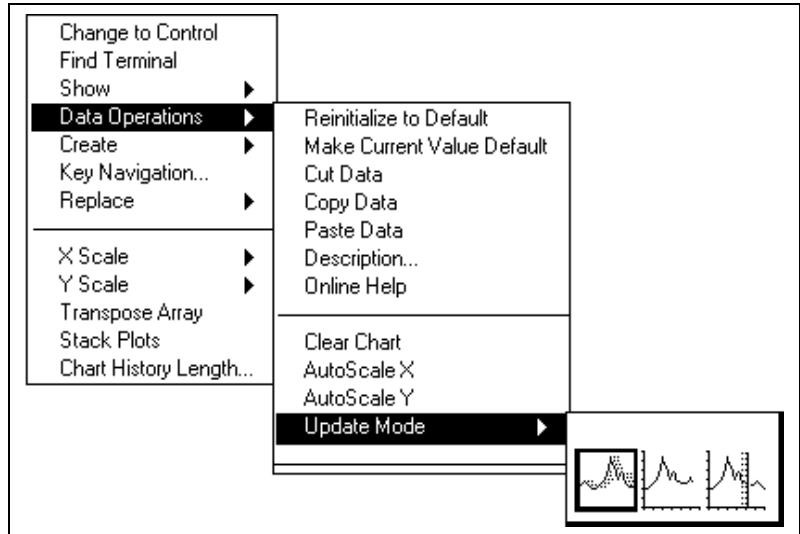 Change to Control
Find Terminal
Show
Data Operations
Create
Key Navigation...
Replace
X Scale
Y Scale
Transpose Array
Stack Plots
Chart History Length...
Reinitialize to Default
Make Current Value Default
Cut Data
Copy Data
Paste Data
Description...
Online Help
Clear Chart
AutoScale X
AutoScale Y
Update Mode